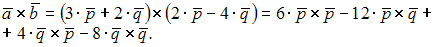 a̅ × b̅ = (3·p̅ + 2·q̅)×(2·p̅ − 4·q̅) = 6·p̅ × p̅ − 12·p̅ × q̅ +
+ 4·q̅ × p̅ − 8·q̅ × q̅.